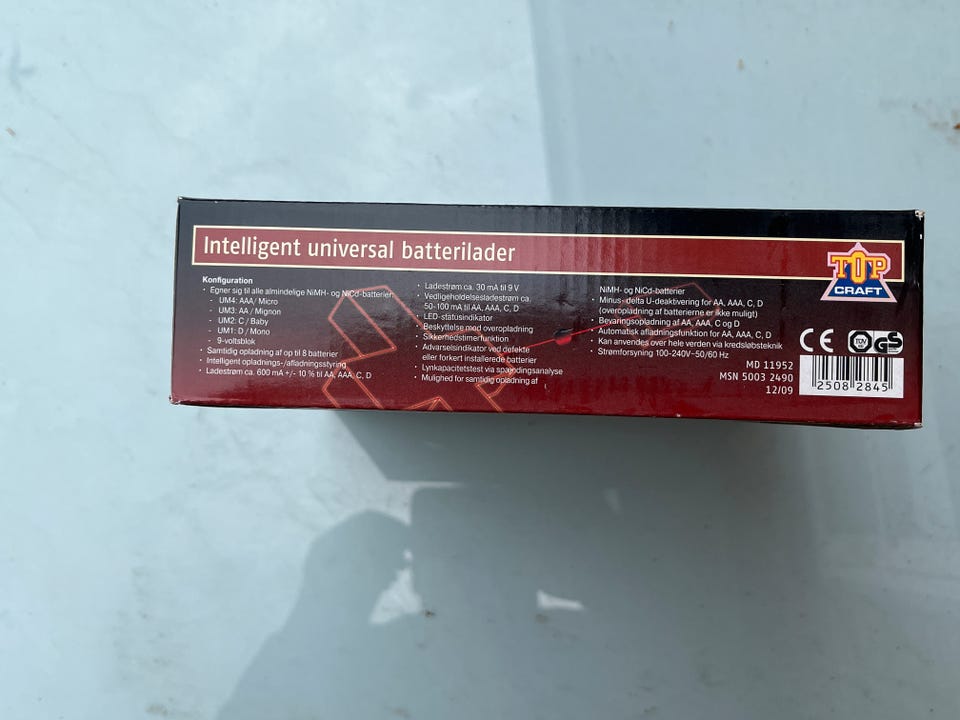 Intelligent universal batterilader
TOP
CRAFT
Konfiguration
· Egner sig til alle almindelige NiMH- og NiCd-batterier:
- UM4: AAA / Micro
- UM3: AA / Mignon
- UM2: C / Baby
- UM1: D / Mono
- 9-voltsblok
· Samtidig opladning af op til 8 batterier
· Intelligent opladnings-/afladningsstyring
· Ladestrøm ca. 600 mA +/- 10 % til AA, AAA, C, D
· Ladestrøm ca. 30 mA til 9 V
· Vedligeholdelsesladestrøm ca.
50-100 mA til AA, AAA, C, D
· LED-statusindikator
· Beskyttelse mod overopladning
· Sikkerhedstimerfunktion
· Advarselsindikator ved defekte
eller forkert installerede batterier
· Lynkapacitetstest via spændingsanalyse
· Mulighed for samtidig opladning af
NiMH- og NiCd-batterier
· Minus- delta U-deaktivering for AA, AAA, C, D
(overopladning af batterierne er ikke muligt)
· Bevaringsopladning af AA, AAA, C og D
· Automatisk afladningsfunktion for AA, AAA, C, D
· Kan anvendes over hele verden via kredsløbsteknik
· Strømforsyning 100-240V~50/60 Hz
CE
TÜV
GS
MD 11952
MSN 5003 2490
12/09
2508 2845